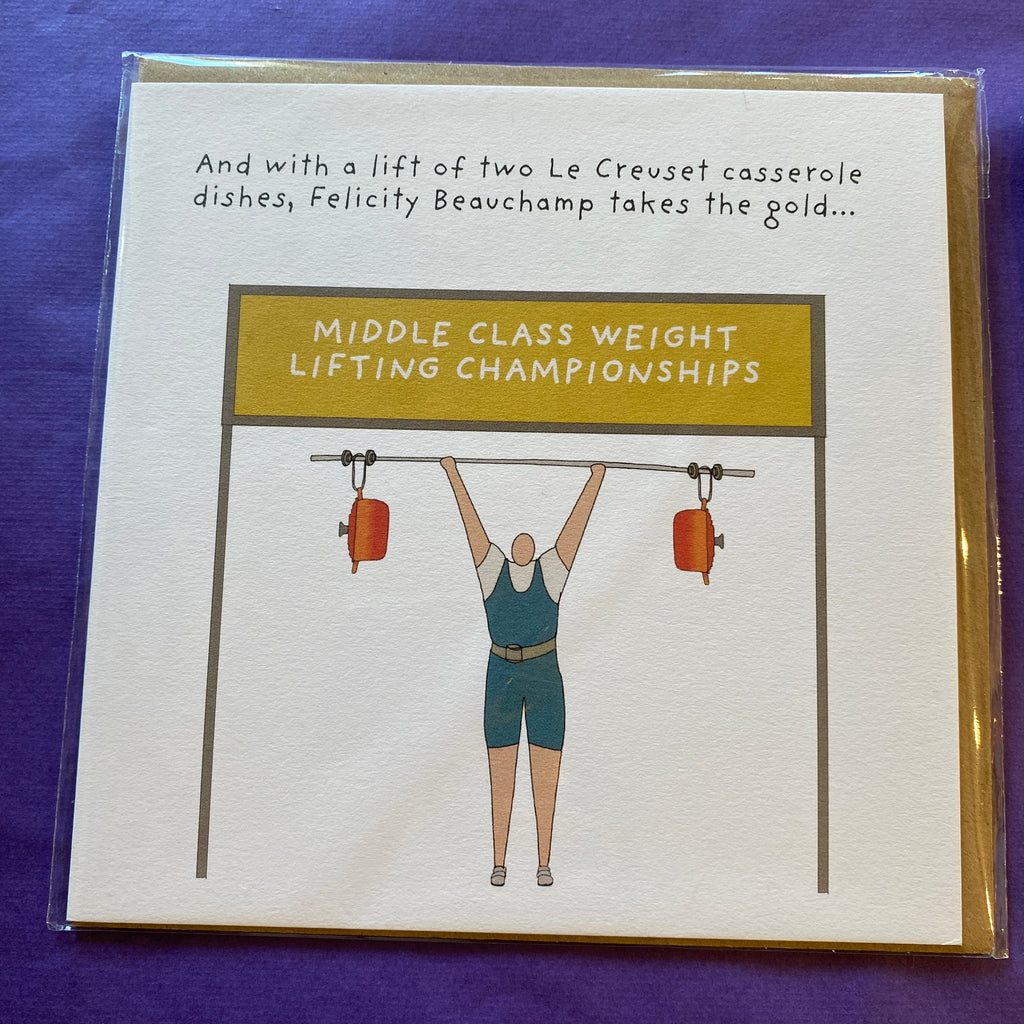 And with a lift of two Le Creuset casserole
dishes, Felicity Beauchamp takes the gold...
MIDDLE CLASS WEIGHT
LIFTING CHAMPIONSHIPS